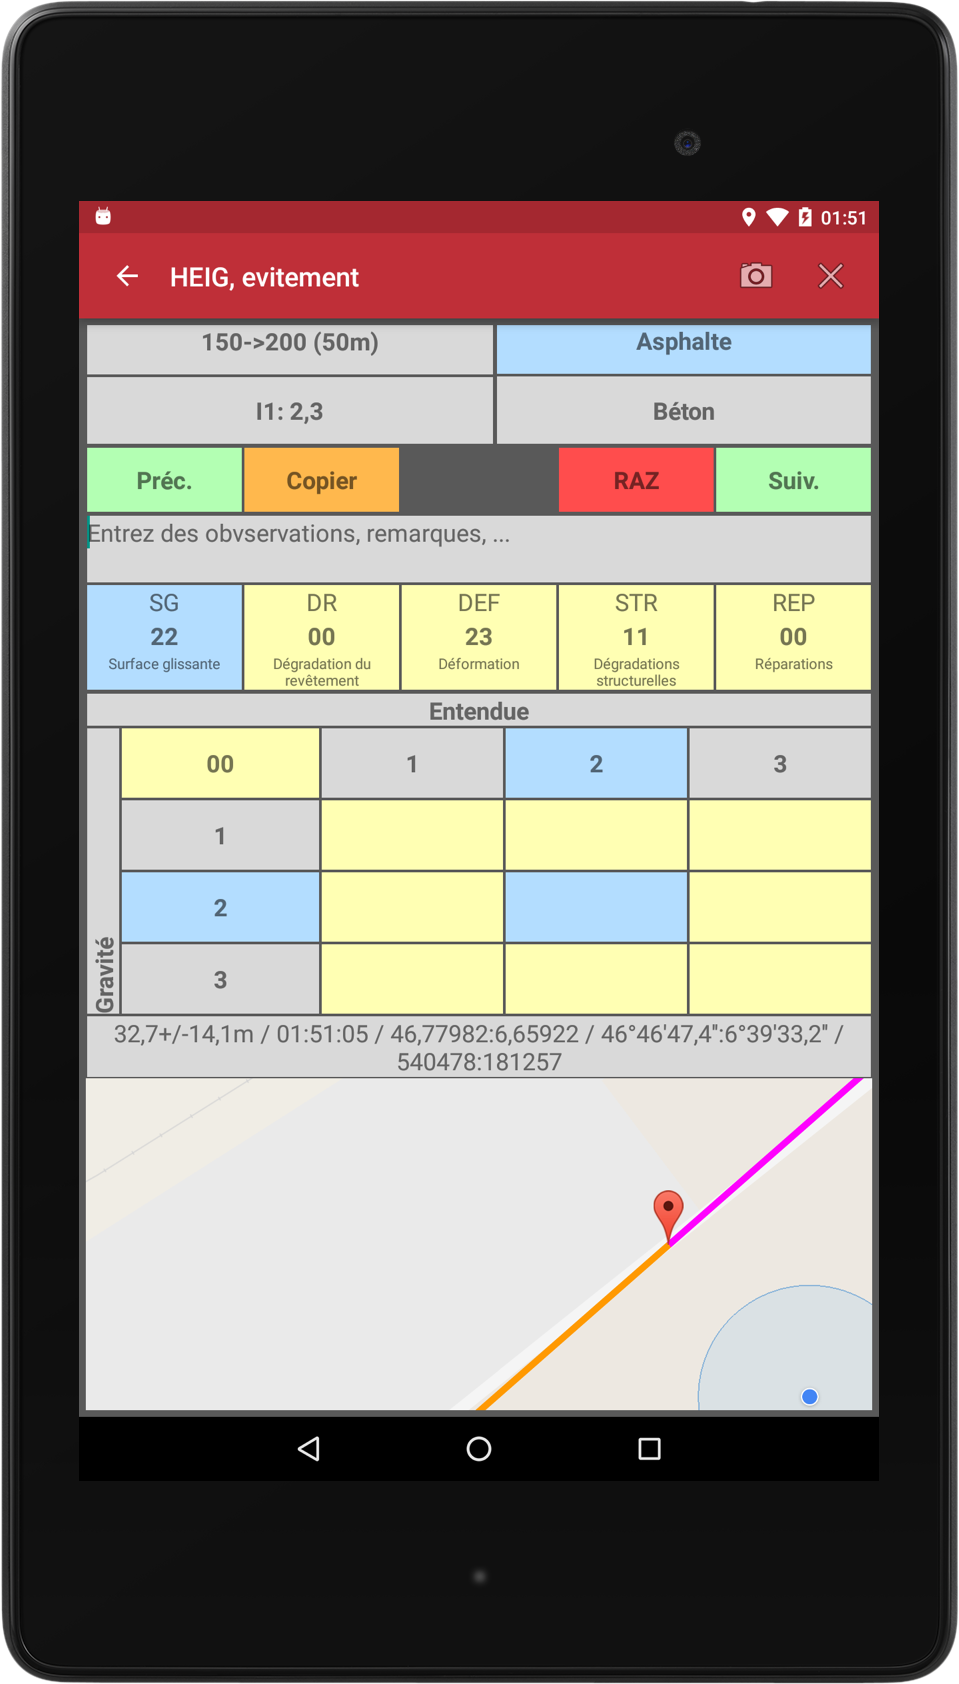 01:51
HEIG, evitement
150->200 (50m)
Asphalte
I1: 2,3
Béton
Préc.
Copier
RAZ
Suiv.
Entrez des obvservations, remarques, ...
SG
DR
DEF
STR
REP
22
00
23
11
00
Surface glissante
Dégradation du
revêtement
Déformation
Dégradations
structurelles
Réparations
Entendue
00
1
2
3
1
2
3
Gravité
32,7+/-14,1m / 01:51:05 / 46,77982:6,65922 / 46°46'47,4":6°39'33,2" /
540478:181257